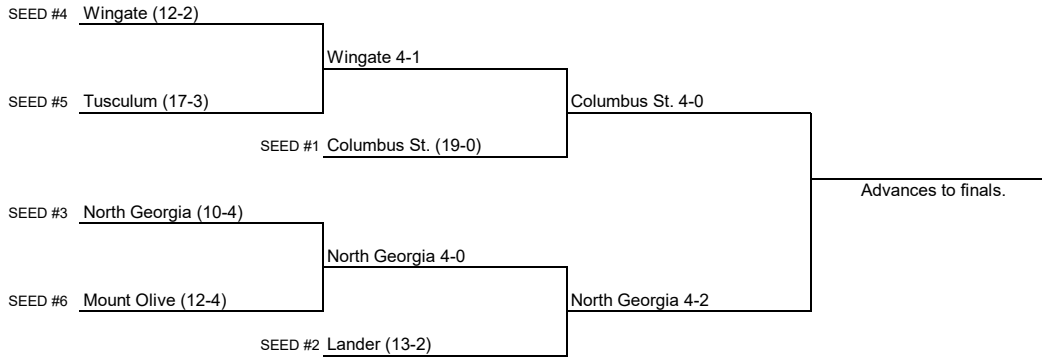 SEED #4 Wingate (12-2)
Wingate 4-1
SEED #5 Tusculum (17-3)
Columbus St. 4-0
SEED #1 Columbus St. (19-0)
Advances to finals.
SEED #3 North Georgia (10-4)
North Georgia 4-0
SEED #6 Mount Olive (12-4)
North Georgia 4-2
SEED #2 Lander (13-2)